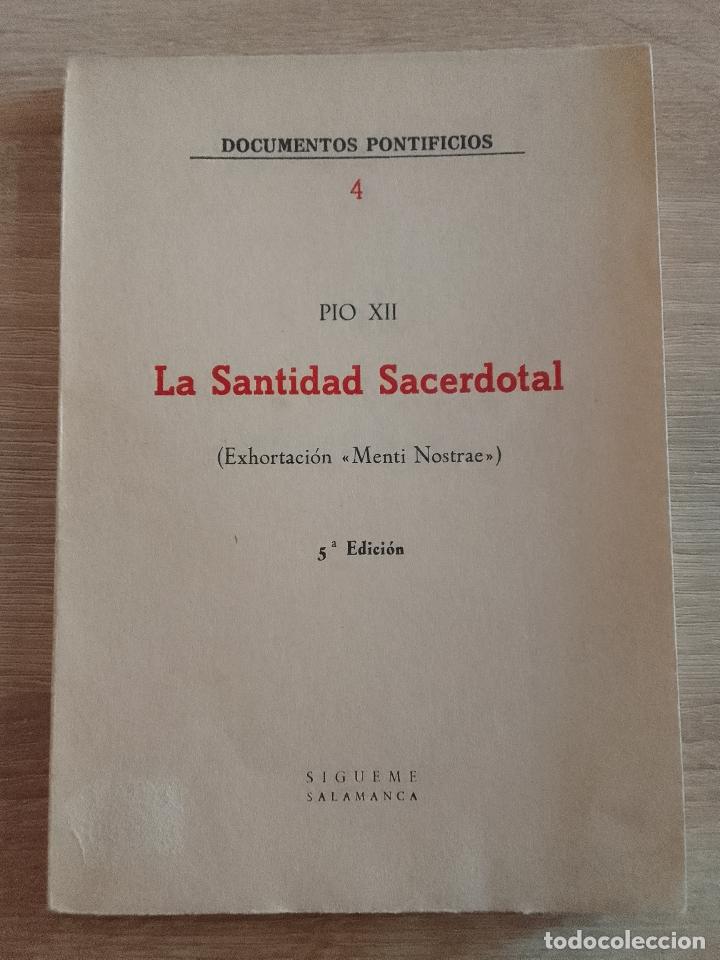 DOCUMENTOS PONTIFICIOS
4
PIO XII
La Santidad Sacerdotal
(Exhortación «Menti Nostrae»)
5ª Edición
SIGUEME
SALAMANCA
todocoleccion